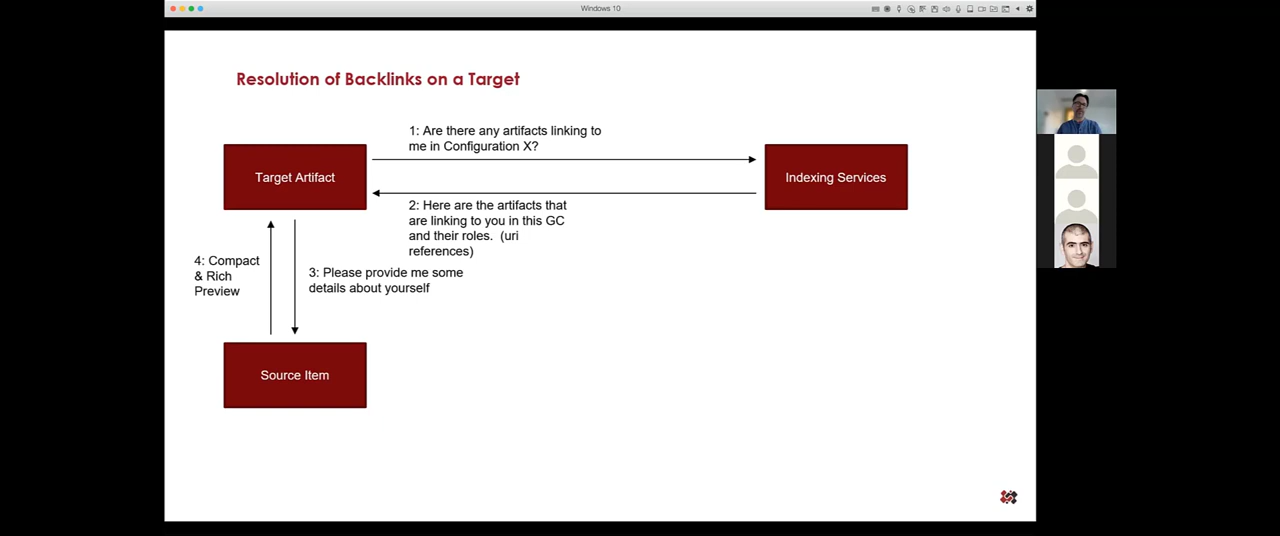 Windows 10
Resolution of Backlinks on a Target
1: Are there any artifacts linking to
me in Configuration X?
Target Artifact
Indexing Services
2: Here are the artifacts that
are linking to you in this GC
and their roles. (uri
references)
4: Compact
& Rich
Preview
3: Please provide me some
details about yourself
Source Item